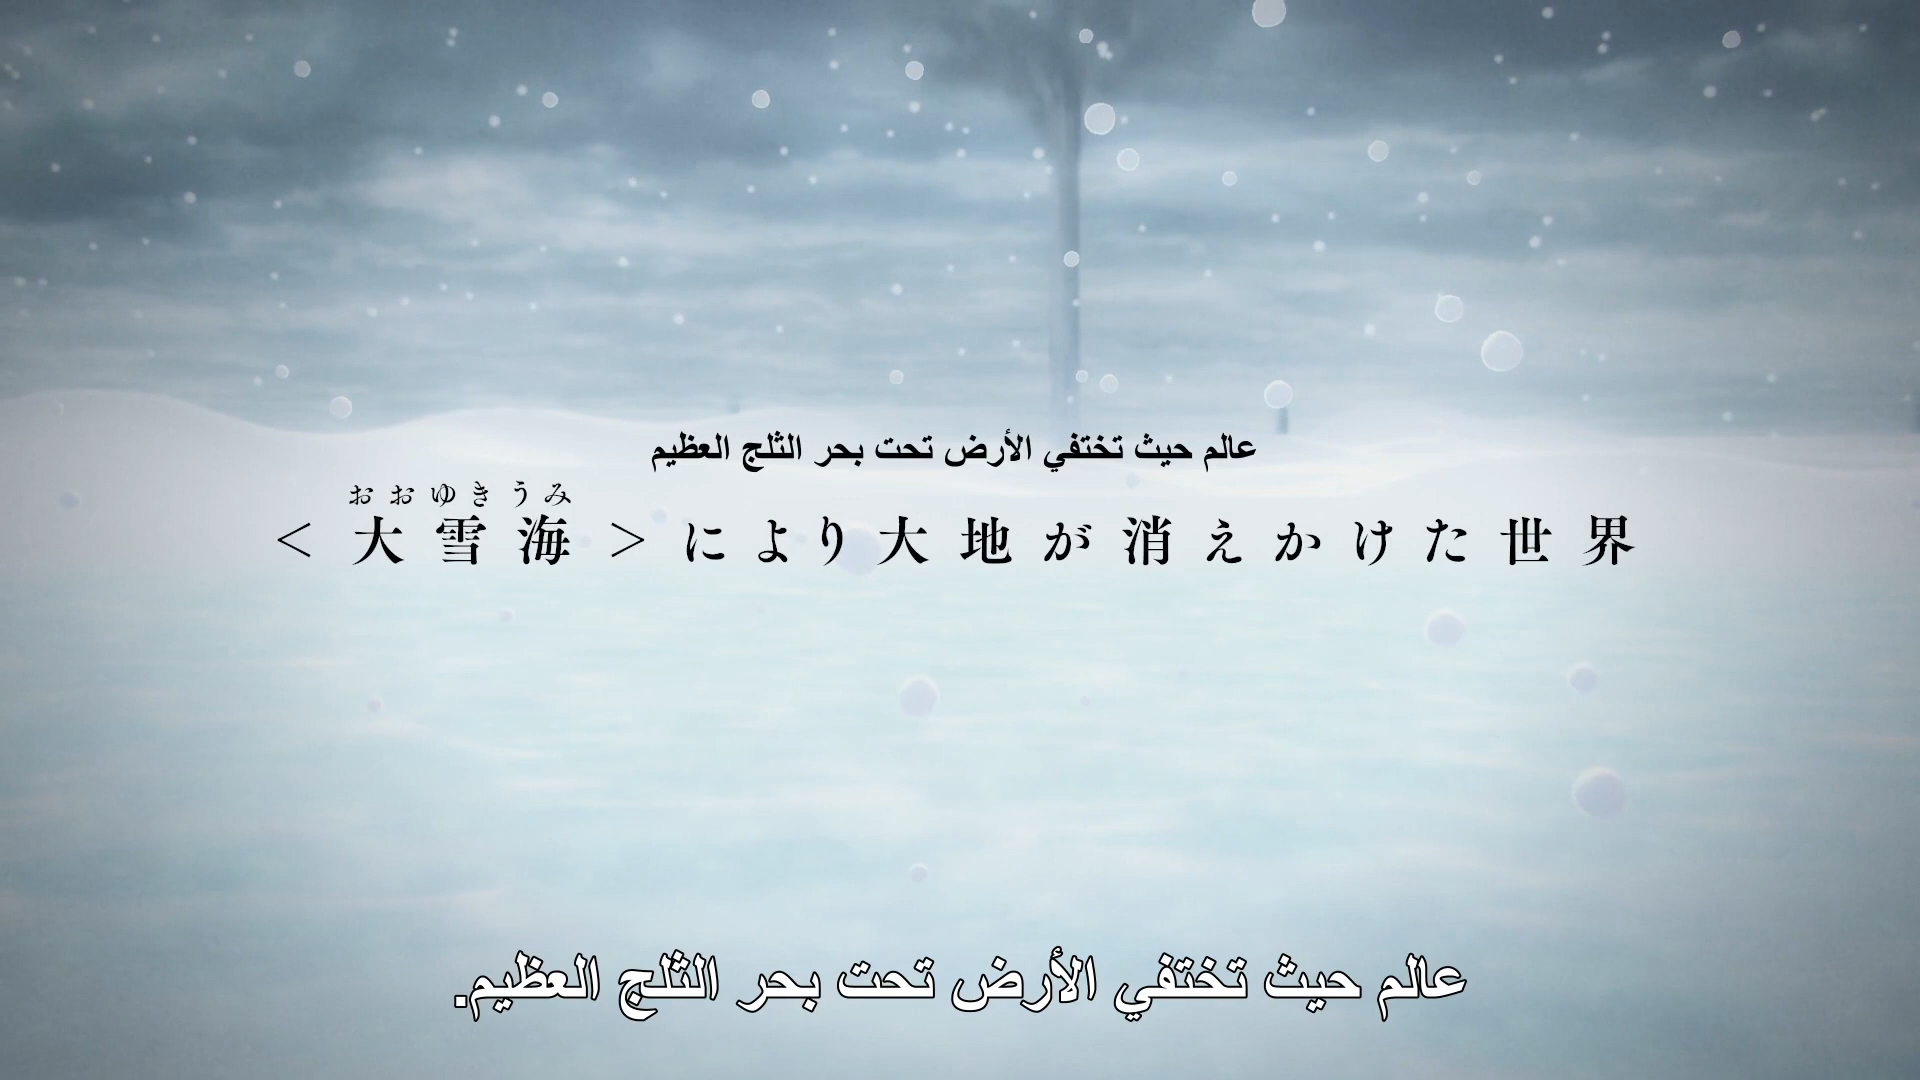 عالم حيث تختفي الأرض تحت بحر الثلج العظيم
おおゆきうみ
＜大雪海＞により大地が消えかけた世界
عالم حيث تختفي الأرض تحت بحر الثلج العظيم.